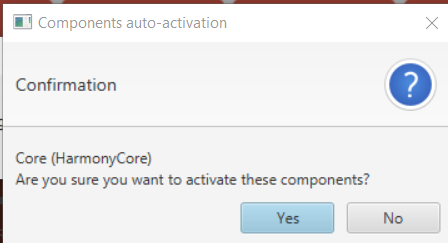 Components auto-activation
Confirmation
?
Core (HarmonyCore)
Are you sure you want to activate these components?
Yes
No